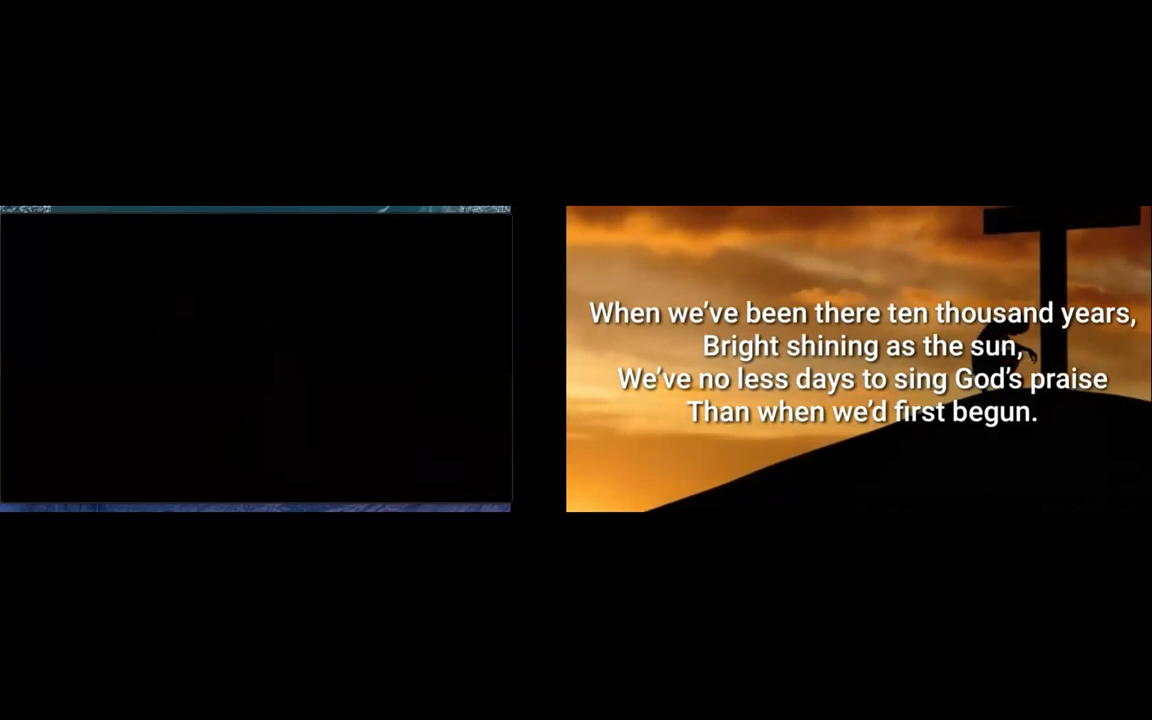 When we’ve been there ten thousand years,
Bright shining as the sun,
We’ve no less days to sing God’s praise
Than when we’d first begun.